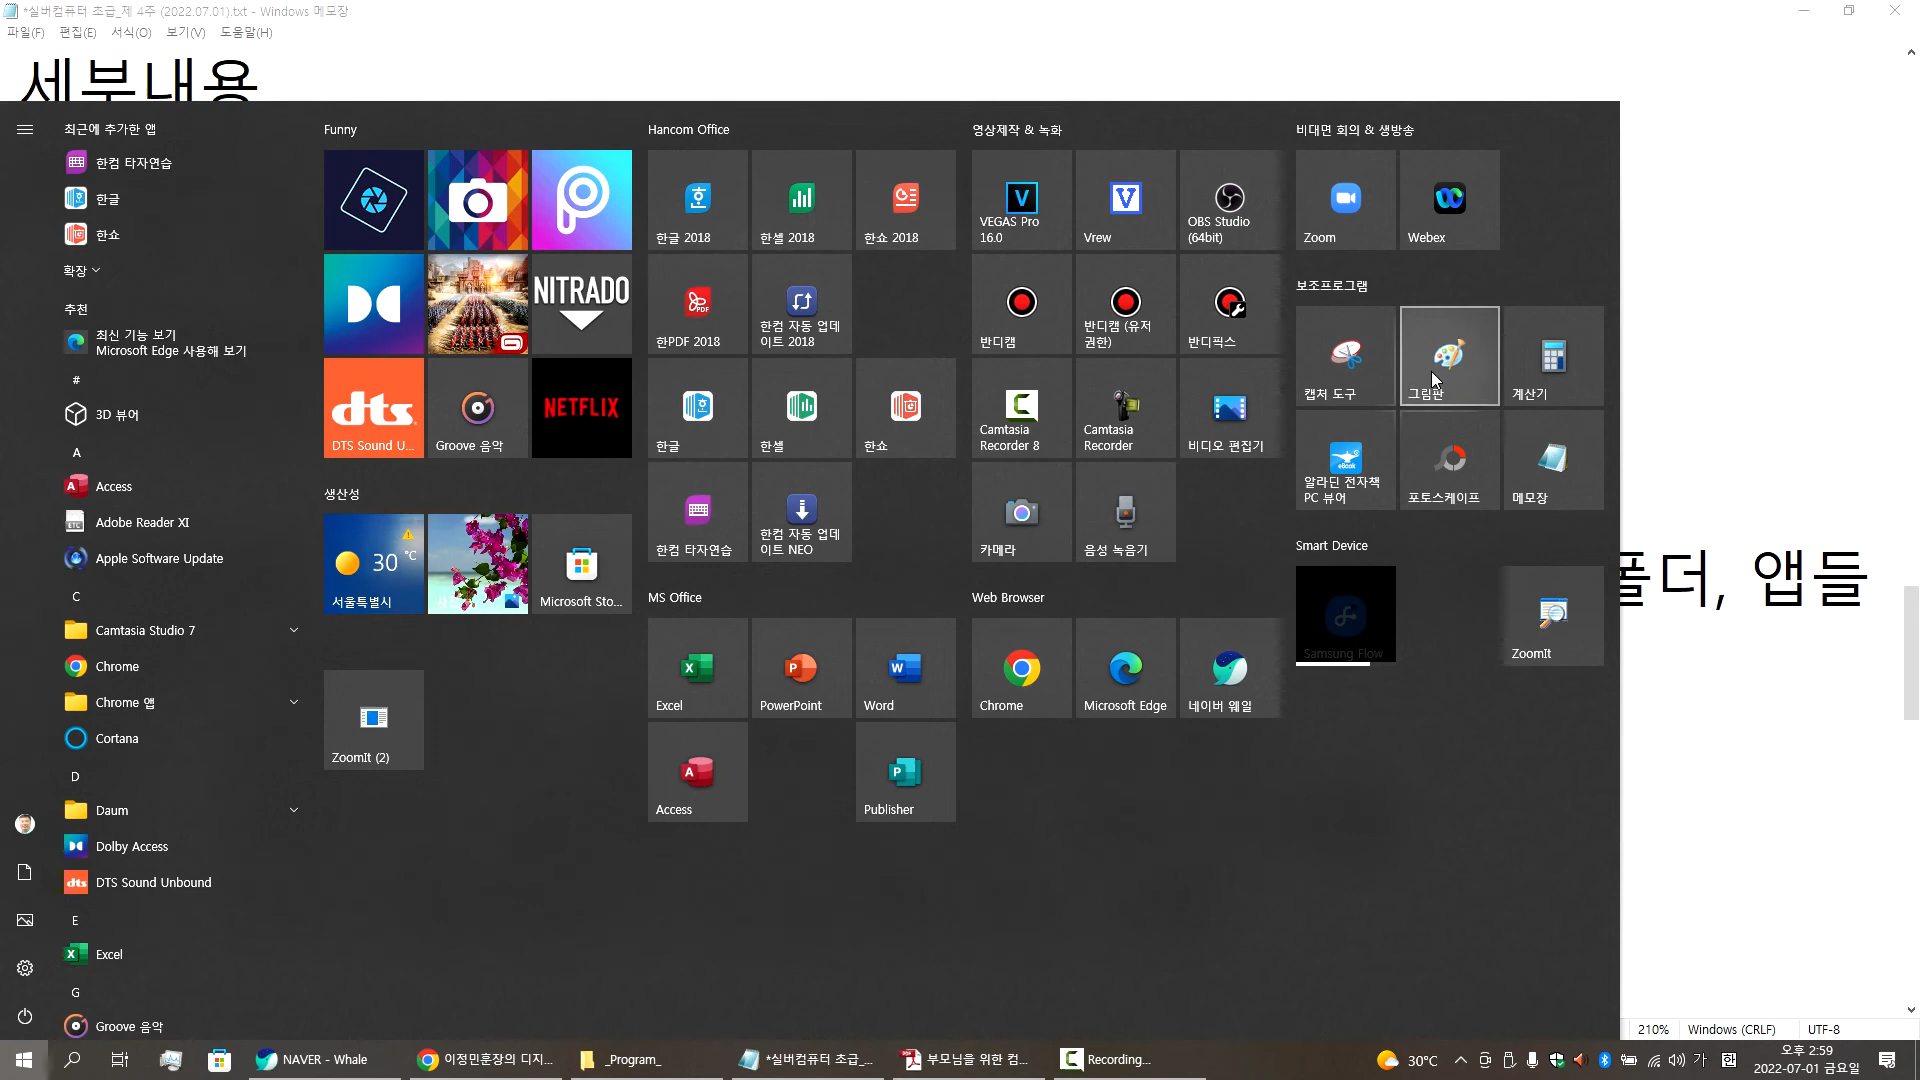 *실버컴퓨터 초급_제 4주 (2022.07.01).txt - Windows 메모장
파일(F) 편집(E) 서식(O) 보기(V) 도움말(H)
세부내용
최근에 추가한 앱
한컴 타자연습
한글
한쇼
확장
추천
최신 기능 보기
Microsoft Edge 사용해 보기
#
3D 뷰어
A
Access
Adobe Reader XI
Apple Software Update
C
Camtasia Studio 7
Chrome
Chrome 앱
Cortana
D
Daum
Dolby Access
DTS Sound Unbound
E
Excel
G
Groove 음악
Funny
NITRADO
dts
DTS Sound U...
Groove 음악
NETFLIX
생산성
30 °C
서울특별시
Microsoft Sto...
ZoomIt (2)
Hancom Office
한글 2018
한셀 2018
한쇼 2018
한PDF 2018
한컴 자동 업데
이트 2018
한글
한셀
한쇼
한컴 타자연습
한컴 자동 업데
이트 NEO
MS Office
Excel
PowerPoint
Word
Access
Publisher
영상제작 & 녹화
VEGAS Pro
16.0
Vrew
OBS Studio
(64bit)
반디캠
반디캠 (유저
권한)
반디픽스
Camtasia
Recorder 8
Camtasia
Recorder
비디오 편집기
카메라
음성 녹음기
Web Browser
Chrome
Microsoft Edge
네이버 웨일
비대면 회의 & 생방송
Zoom
Webex
보조프로그램
캡처 도구
그림판
계산기
알라딘 전자책
PC 뷰어
포토스케이프
메모장
Smart Device
Samsung Flow
ZoomIt
폴더, 앱들
210% Windows (CRLF) UTF-8
NAVER - Whale
이정민훈장의 디지...
_Program_
*실버컴퓨터 초급_...
부모님을 위한 컴...
Recording...
30°C
가
한
오후 2:59
2022-07-01 금요일